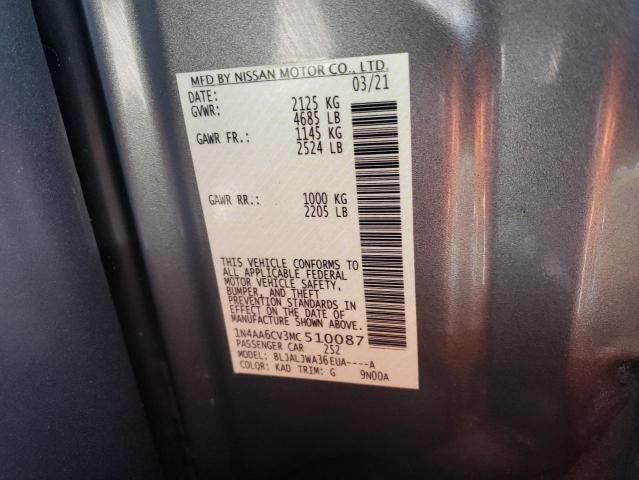 MFD BY NISSAN MOTOR CO., LTD.
DATE: 03/21
GVWR: 2125 KG
4685 LB
GAWR FR.: 1145 KG
2524 LB
GAWR RR.: 1000 KG
2205 LB
THIS VEHICLE CONFORMS TO
ALL APPLICABLE FEDERAL
MOTOR VEHICLE SAFETY,
BUMPER, AND THEFT
PREVENTION STANDARDS IN
EFFECT ON THE DATE OF
MANUFACTURE SHOWN ABOVE.
1N4AA6CV3MC510087
PASSENGER CAR 252
MODEL: BLJALJWA36EUA----A
COLOR: KAD TRIM: G 9N00A